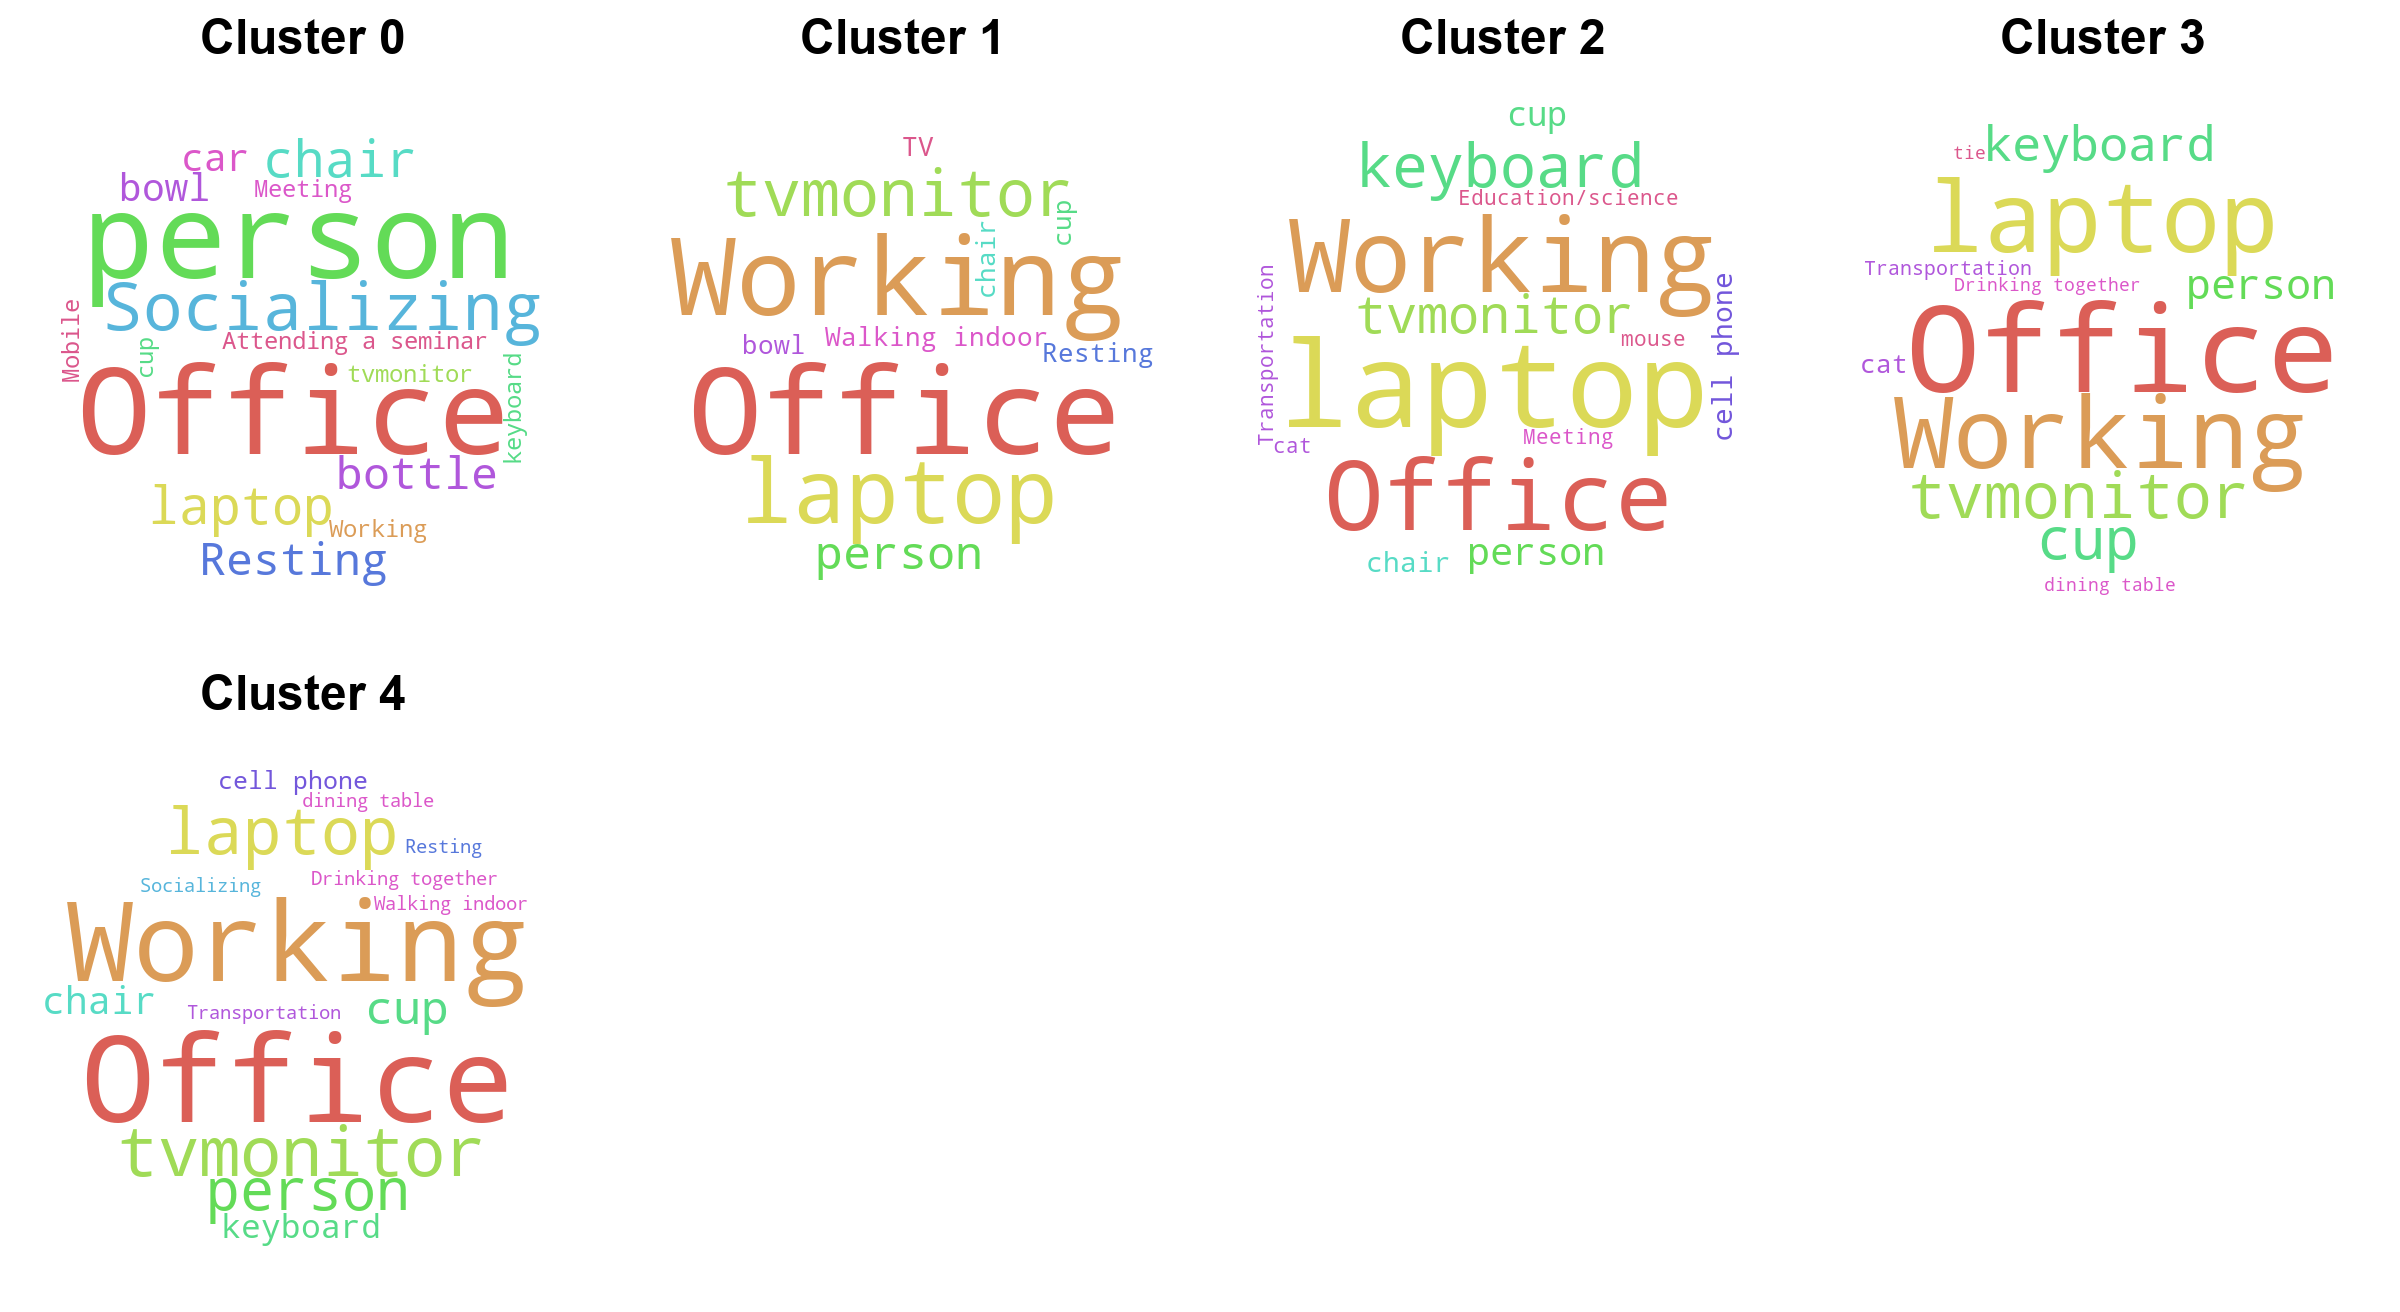 Cluster 0
car
chair
bowl
Meeting
person
Socializing
Mobile
cup
Attending a seminar
tvmonitor
keyboard
Office
bottle
laptop
Working
Resting
Cluster 1
TV
tvmonitor
cup
chair
Working
bowl
Walking indoor
Resting
Office
laptop
person
Cluster 2
cup
keyboard
Education/science
Working
Transportation
tvmonitor
mouse
cell phone
laptop
Meeting
cat
Office
chair
person
Cluster 3
tie
keyboard
laptop
Transportation
Drinking together
person
Office
cat
Working
tvmonitor
cup
dining table
Cluster 4
cell phone
dining table
laptop
Resting
Socializing
Drinking together
Walking indoor
Working
chair
Transportation
cup
Office
tvmonitor
person
keyboard